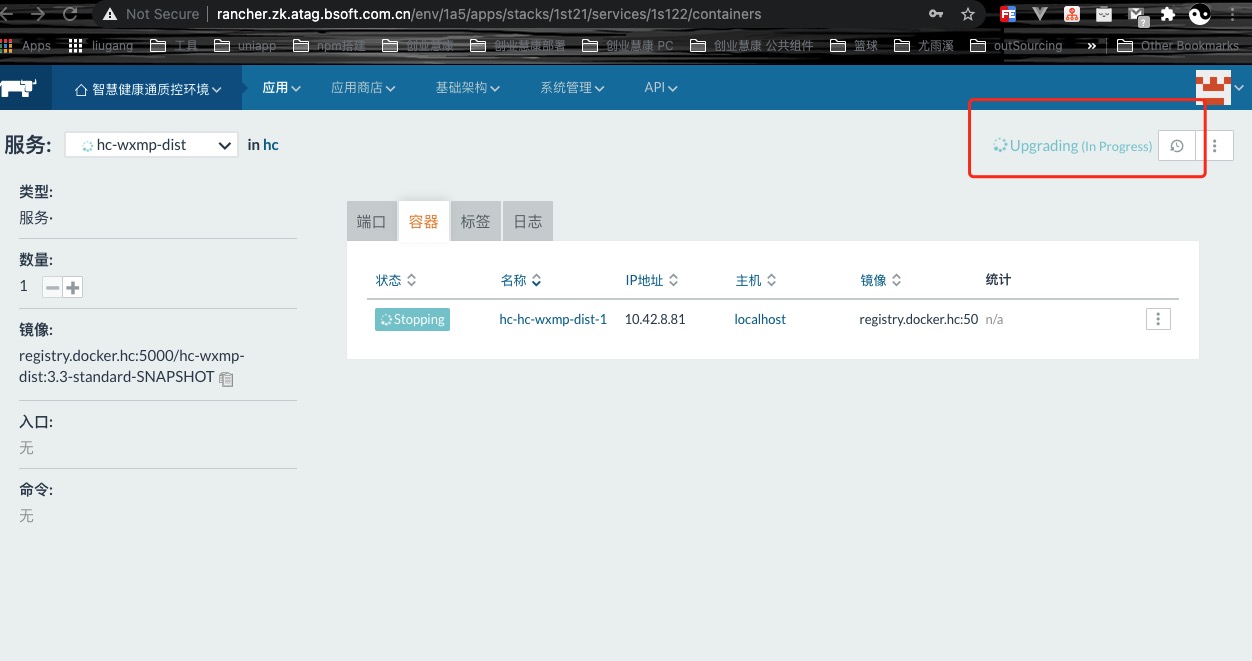 Not Secure | rancher.zk.atag.bsoft.com.cn/env/1a5/apps/stacks/1st21/services/1s122/containers
Apps liugang 工具 uniapp npm搭建 创业慧康 创业慧康部署 创业慧康 PC 创业慧康 公共组件 篮球 尤雨溪 outSourcing » Other Bookmarks
智慧健康通质控环境 应用 应用商店 基础架构 系统管理 API
服务: hc-wxmp-dist in hc
Upgrading (In Progress)
类型:
服务·
数量:
1
镜像:
registry.docker.hc:5000/hc-wxmp-
dist:3.3-standard-SNAPSHOT
入口:
无
命令:
无
端口 容器 标签 日志
状态 名称 IP地址 主机 镜像 统计
Stopping hc-hc-wxmp-dist-1 10.42.8.81 localhost registry.docker.hc:50 n/a